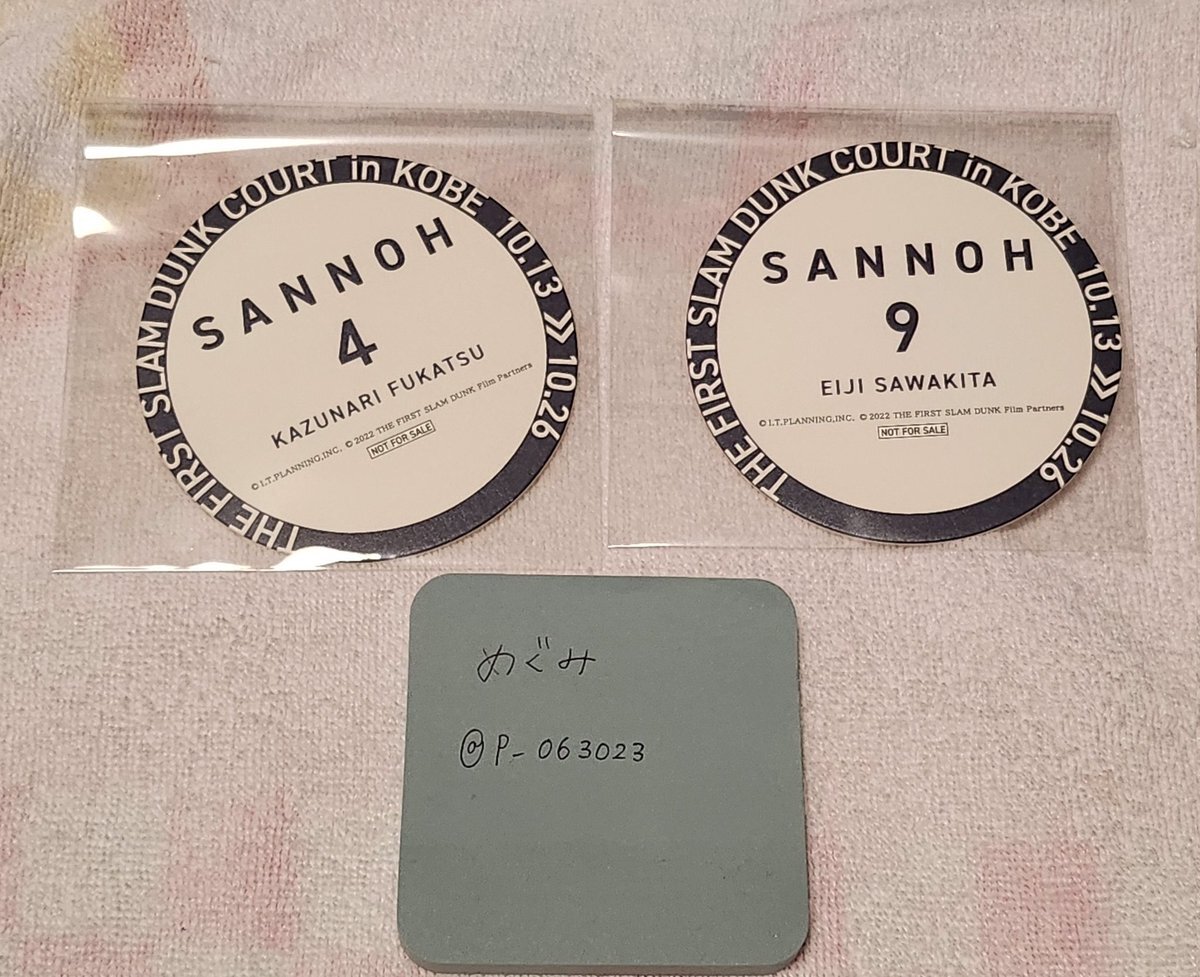 THE FIRST SLAM DUNK COURT in KOBE 10.13 >> 10.26
SANNOH
4
KAZUNARI FUKATSU
© I.T.PLANNING,INC. © 2022 THE FIRST SLAM DUNK Film Partners
NOT FOR SALE
THE FIRST SLAM DUNK COURT in KOBE 10.13 >> 10.26
SANNOH
9
EIJI SAWAKITA
© I.T.PLANNING,INC. © 2022 THE FIRST SLAM DUNK Film Partners
NOT FOR SALE
めぐみ
@P_063023